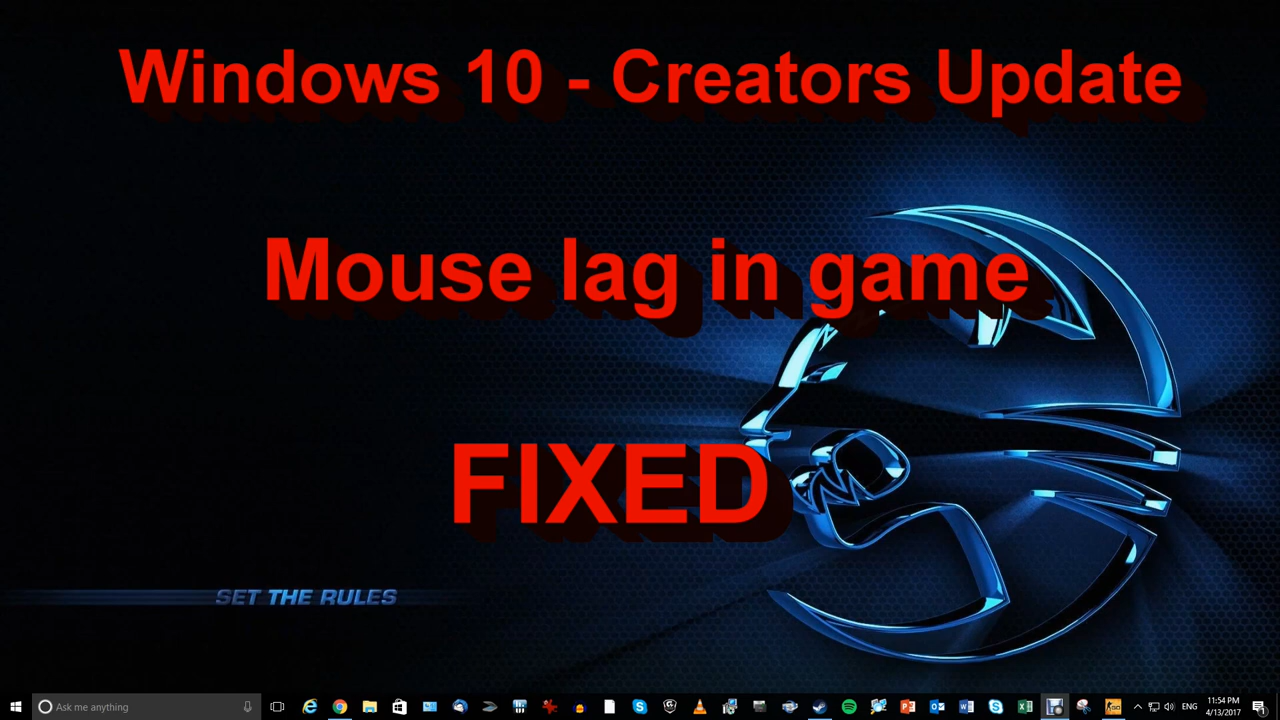 Windows 10 - Creators Update
Mouse lag in game
FIXED
SET THE RULES
Ask me anything
ENG
11:54 PM
4/13/2017